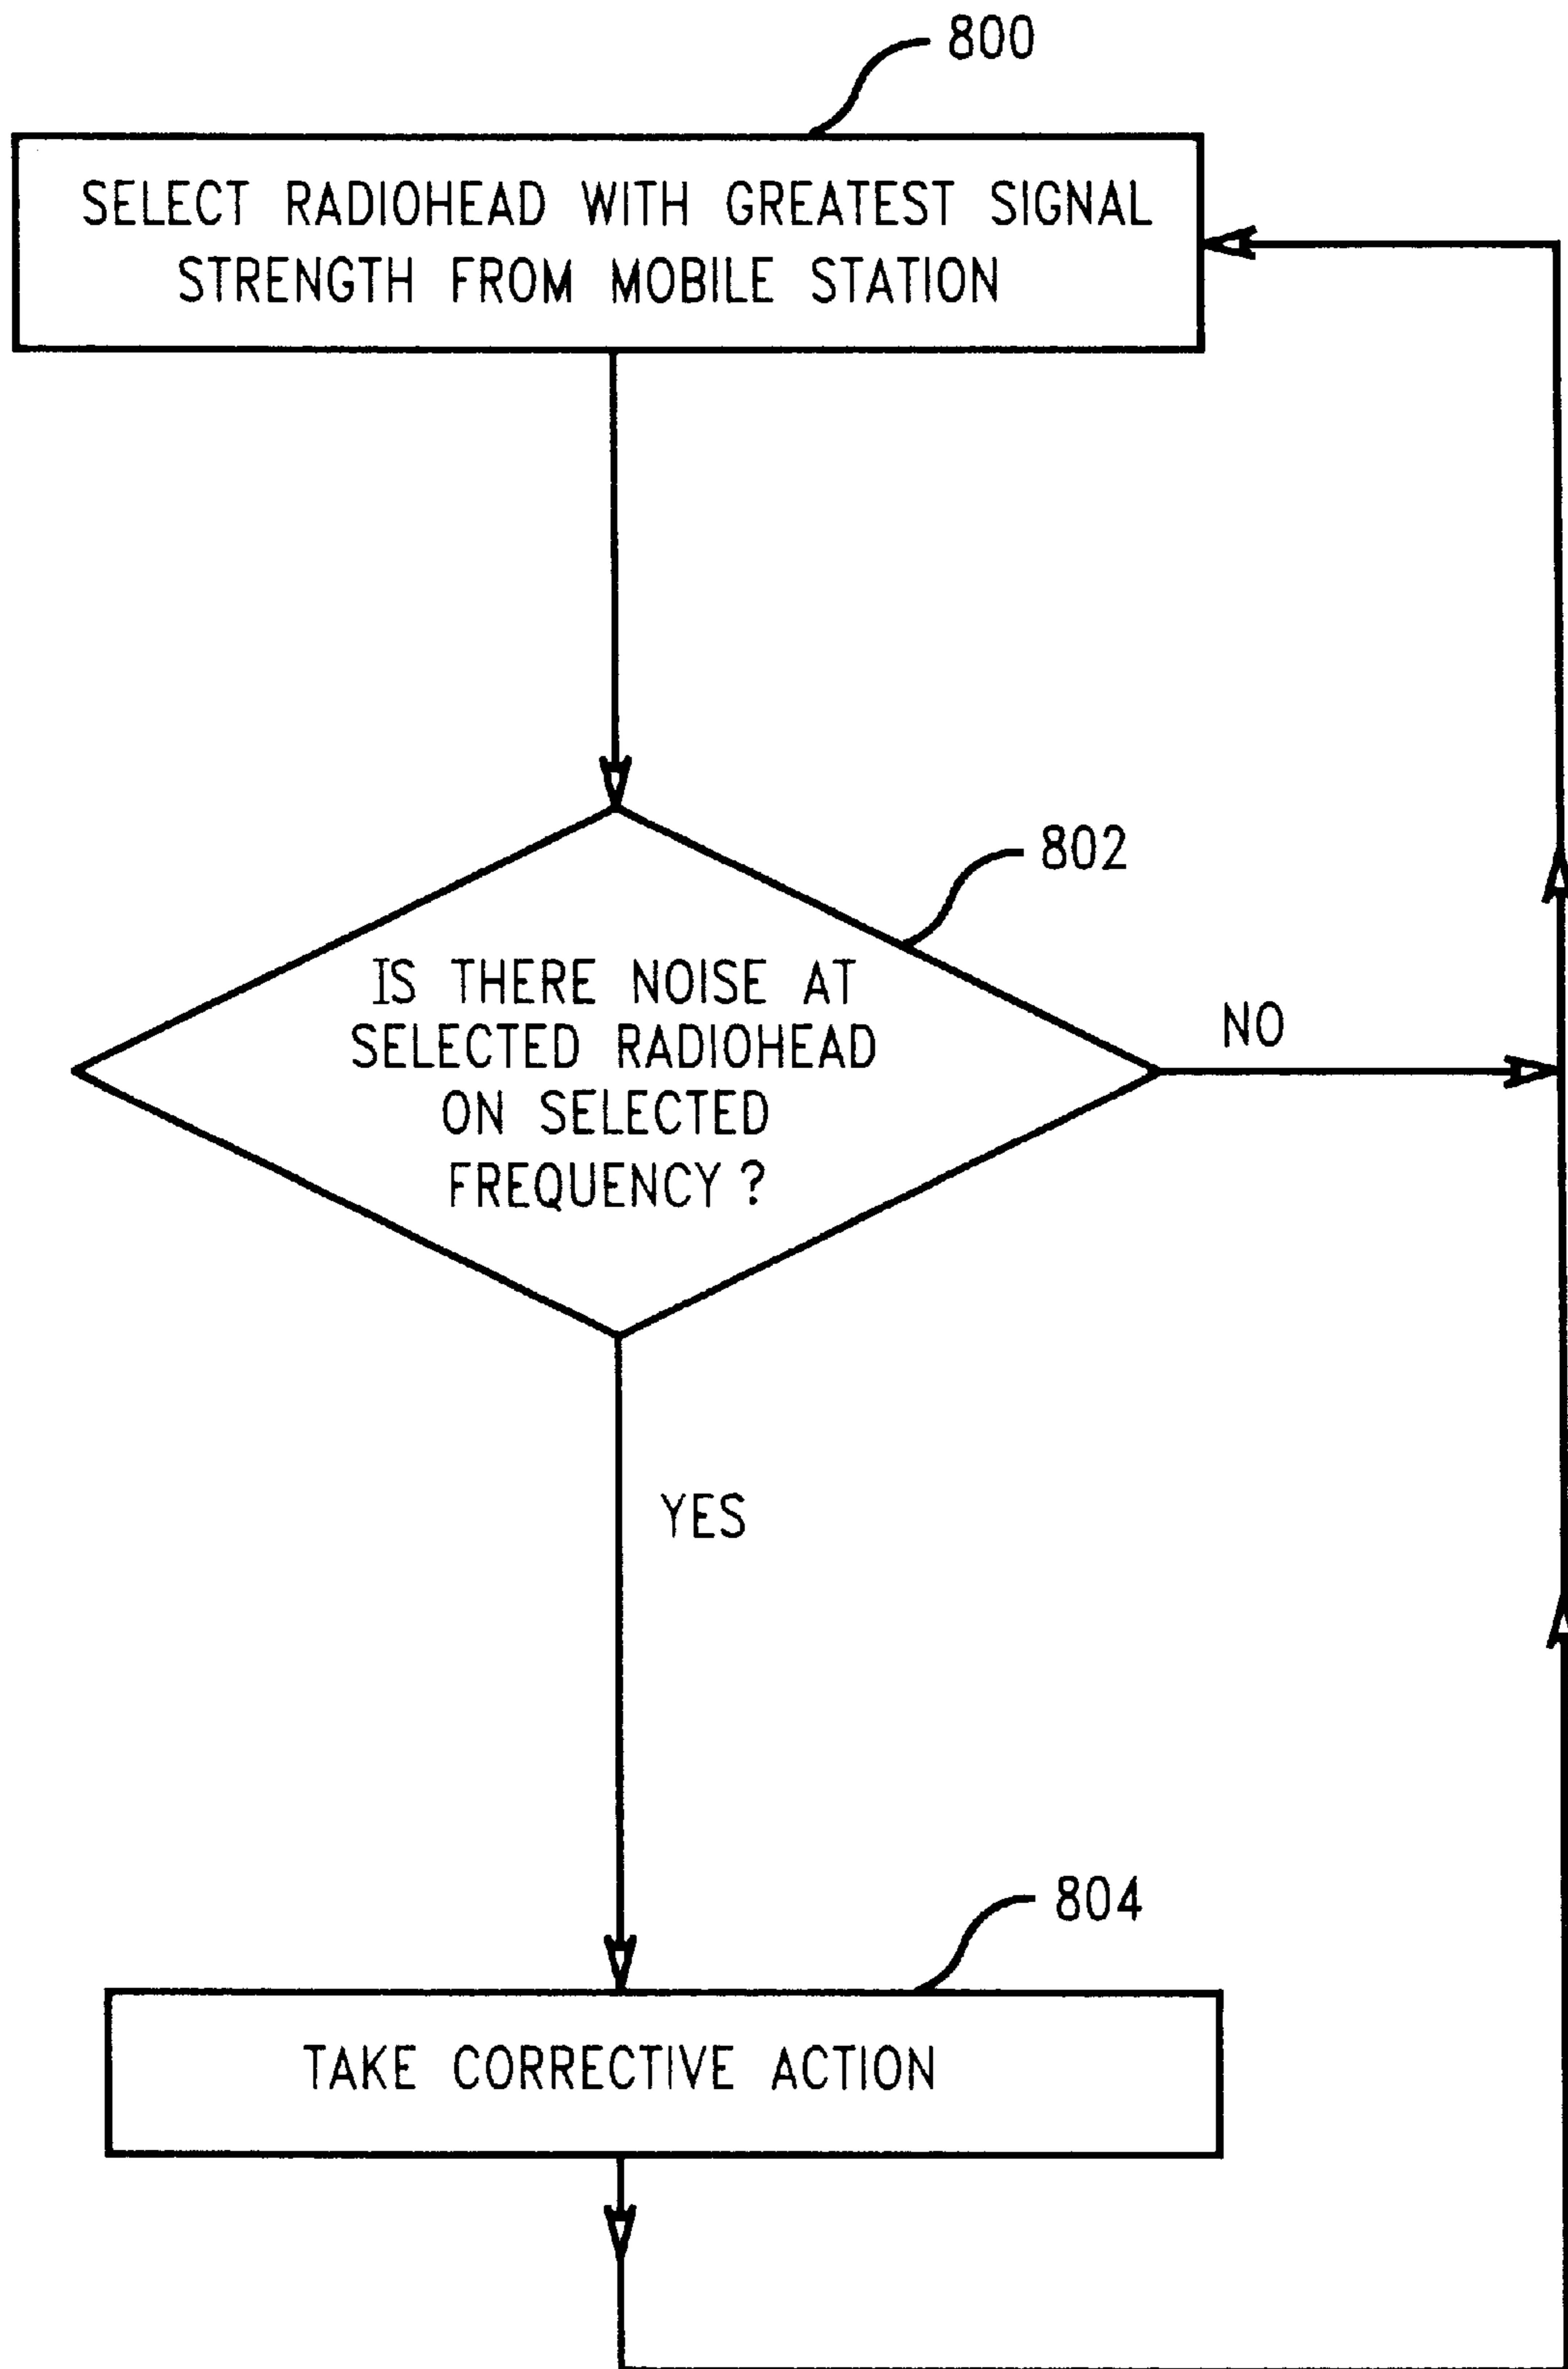 800
SELECT RADIOHEAD WITH GREATEST SIGNAL
STRENGTH FROM MOBILE STATION
802
IS THERE NOISE AT
SELECTED RADIOHEAD
ON SELECTED
FREQUENCY ?
NO
YES
804
TAKE CORRECTIVE ACTION